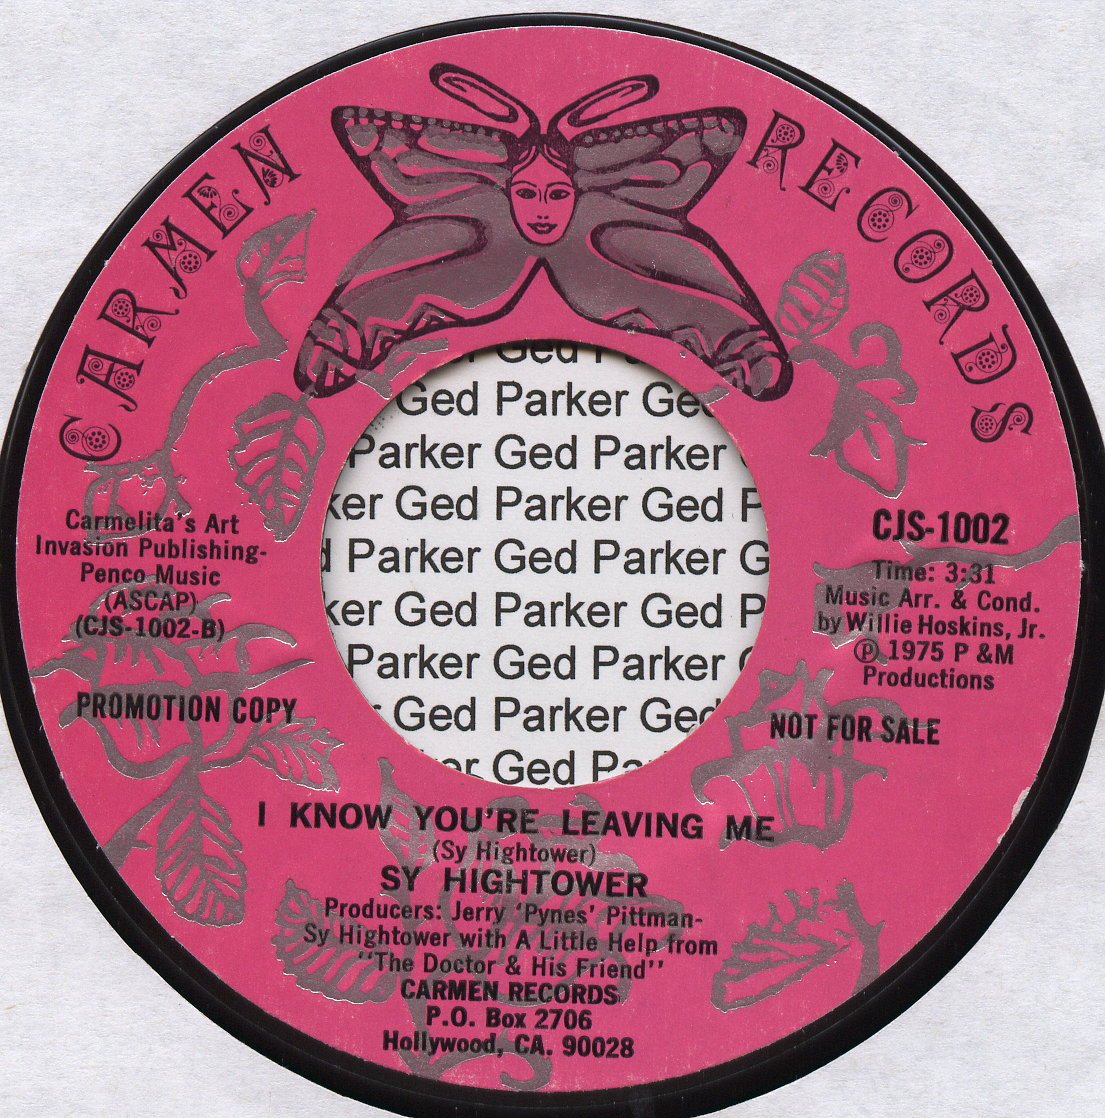 CARMEN RECORDS
Carmelita's Art
Invasion Publishing-
Penco Music
(ASCAP)
(CJS-1002-B)
PROMOTION COPY
CJS-1002
Time: 3:31
Music Arr. & Cond.
by Willie Hoskins, Jr.
Ⓟ 1975 P &M
Productions
NOT FOR SALE
Ged P
Ged Parker Ged
Parker Ged Parker
ker Ged Parker Ged P
d Parker Ged Parker G
ker Ged Parker Ged P
Parker Ged Parker G
r Ged Parker Ged
er Ged Pa
I KNOW YOU'RE LEAVING ME
(Sy Hightower)
SY HIGHTOWER
Producers: Jerry 'Pynes' Pittman-
Sy Hightower with A Little Help from
''The Doctor & His Friend''
CARMEN RECORDS
P.O. Box 2706
Hollywood, CA. 90028